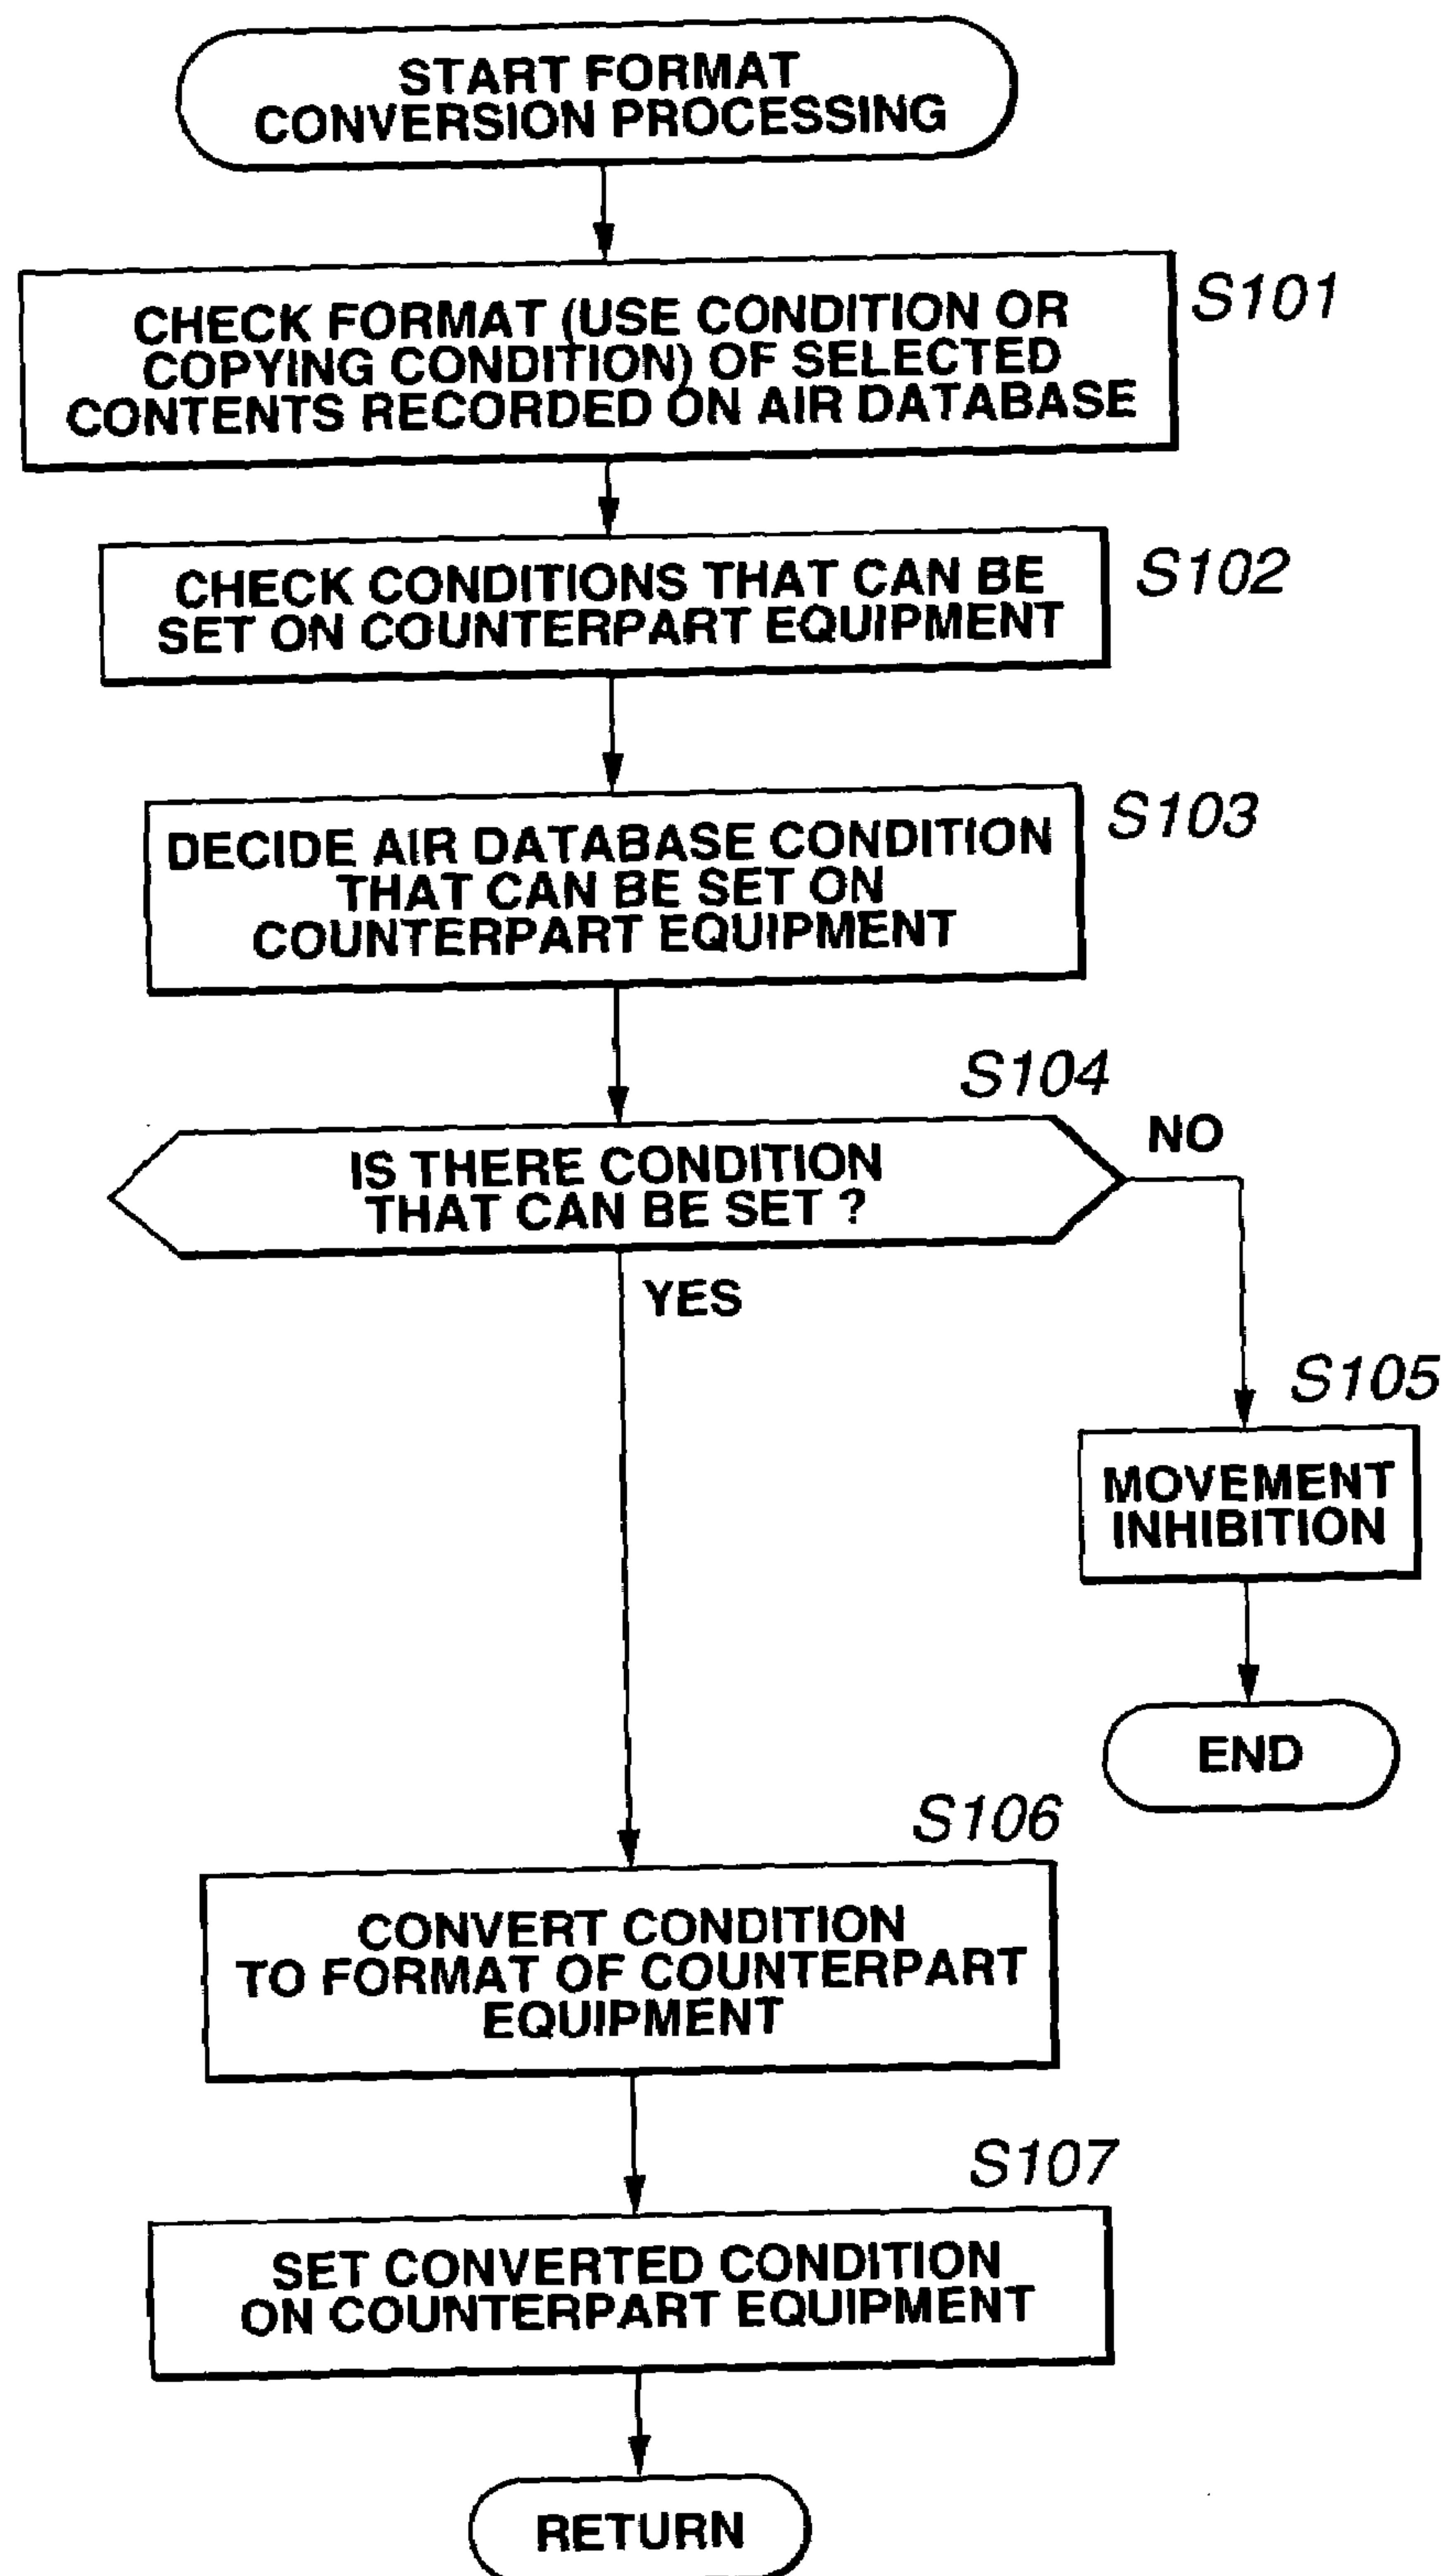 START FORMAT
CONVERSION PROCESSING
CHECK FORMAT (USE CONDITION OR
COPYING CONDITION) OF SELECTED
CONTENTS RECORDED ON AIR DATABASE
S101
CHECK CONDITIONS THAT CAN BE
SET ON COUNTERPART EQUIPMENT
S102
DECIDE AIR DATABASE CONDITION
THAT CAN BE SET ON
COUNTERPART EQUIPMENT
S103
S104
IS THERE CONDITION
THAT CAN BE SET ?
NO
YES
S105
MOVEMENT
INHIBITION
END
S106
CONVERT CONDITION
TO FORMAT OF COUNTERPART
EQUIPMENT
S107
SET CONVERTED CONDITION
ON COUNTERPART EQUIPMENT
RETURN